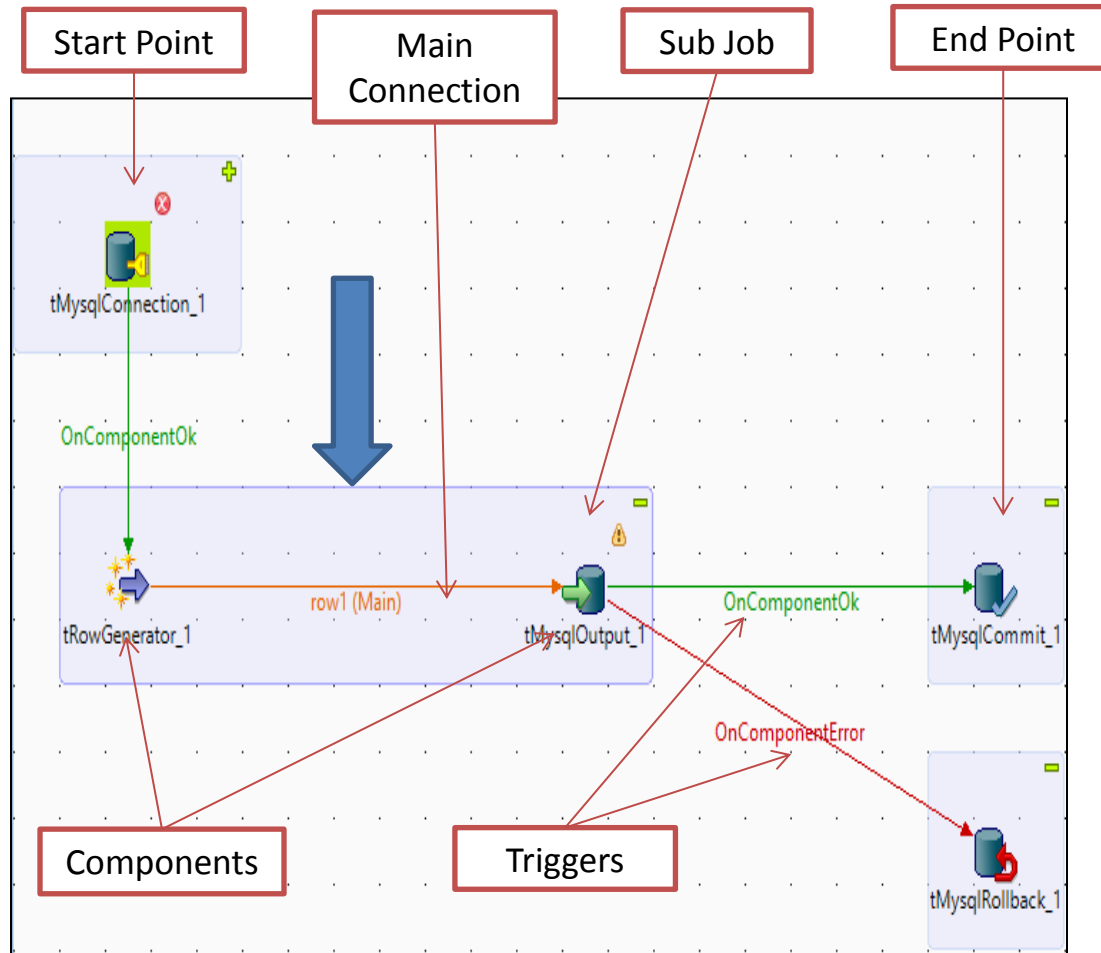 Start Point
Main
Connection
Sub Job
End Point
tMysqlConnection_1
OnComponentOk
row1 (Main)
OnComponentOk
tRowGenerator_1
tMysqlOutput_1
tMysqlCommit_1
OnComponentError
Components
Triggers
tMysqlRollback_1